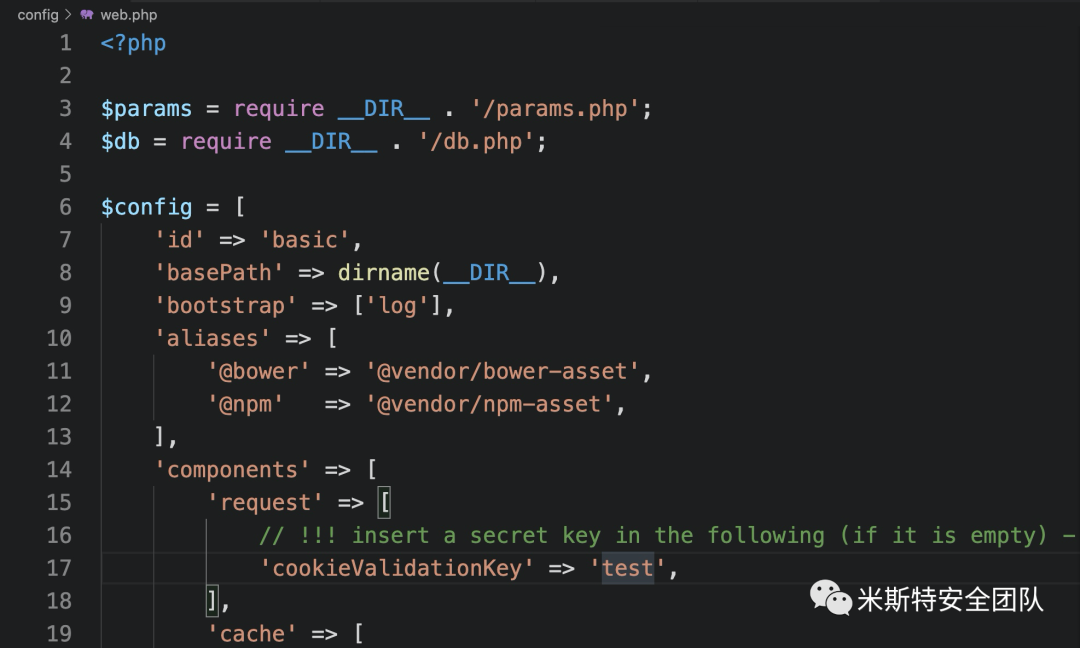 config > web.php
1 <?php
2
3 $params = require __DIR__ . '/params.php';
4 $db = require __DIR__ . '/db.php';
5
6 $config = [
7     'id' => 'basic',
8     'basePath' => dirname(__DIR__),
9     'bootstrap' => ['log'],
10     'aliases' => [
11         '@bower' => '@vendor/bower-asset',
12         '@npm'   => '@vendor/npm-asset',
13     ],
14     'components' => [
15         'request' => [
16             // !!! insert a secret key in the following (if it is empty) -
17             'cookieValidationKey' => 'test',
18         ],
19         'cache' => [
米斯特安全团队